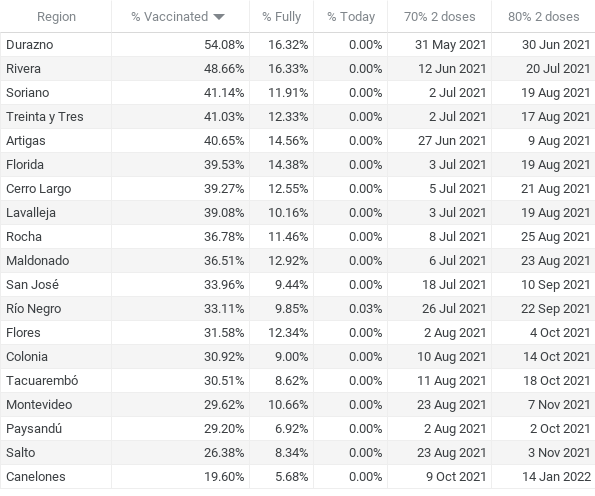 Region % Vaccinated % Fully % Today 70% 2 doses 80% 2 doses
Durazno 54.08% 16.32% 0.00% 31 May 2021 30 Jun 2021
Rivera 48.66% 16.33% 0.00% 12 Jun 2021 20 Jul 2021
Soriano 41.14% 11.91% 0.00% 2 Jul 2021 19 Aug 2021
Treinta y Tres 41.03% 12.33% 0.00% 2 Jul 2021 17 Aug 2021
Artigas 40.65% 14.56% 0.00% 27 Jun 2021 9 Aug 2021
Florida 39.53% 14.38% 0.00% 3 Jul 2021 19 Aug 2021
Cerro Largo 39.27% 12.55% 0.00% 5 Jul 2021 21 Aug 2021
Lavalleja 39.08% 10.16% 0.00% 3 Jul 2021 19 Aug 2021
Rocha 36.78% 11.46% 0.00% 8 Jul 2021 25 Aug 2021
Maldonado 36.51% 12.92% 0.00% 6 Jul 2021 23 Aug 2021
San José 33.96% 9.44% 0.00% 18 Jul 2021 10 Sep 2021
Río Negro 33.11% 9.85% 0.03% 26 Jul 2021 22 Sep 2021
Flores 31.58% 12.34% 0.00% 2 Aug 2021 4 Oct 2021
Colonia 30.92% 9.00% 0.00% 10 Aug 2021 14 Oct 2021
Tacuarembó 30.51% 8.62% 0.00% 11 Aug 2021 18 Oct 2021
Montevideo 29.62% 10.66% 0.00% 23 Aug 2021 7 Nov 2021
Paysandú 29.20% 6.92% 0.00% 2 Aug 2021 2 Oct 2021
Salto 26.38% 8.34% 0.00% 23 Aug 2021 3 Nov 2021
Canelones 19.60% 5.68% 0.00% 9 Oct 2021 14 Jan 2022